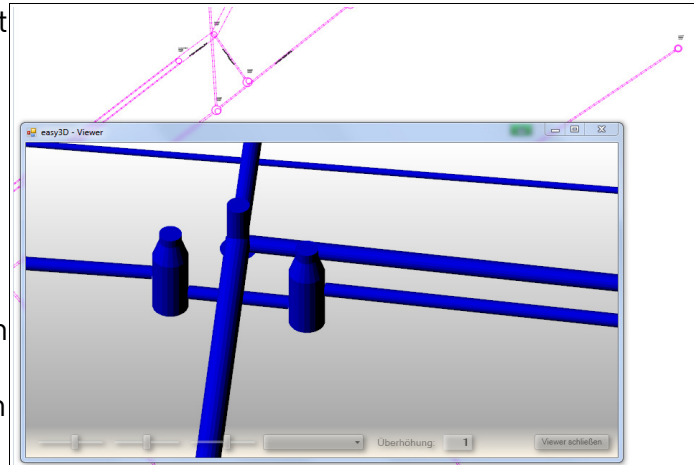 t
easy3D - Viewer
n
n
Überhöhung: 1
Viewer schließen